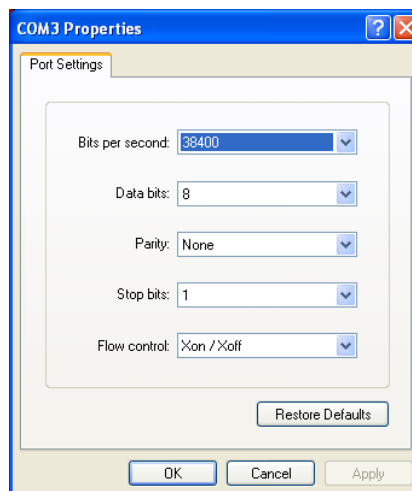 COM3 Properties
Port Settings
Bits per second: 38400
Data bits: 8
Parity: None
Stop bits: 1
Flow control: Xon / Xoff
Restore Defaults
OK Cancel Apply